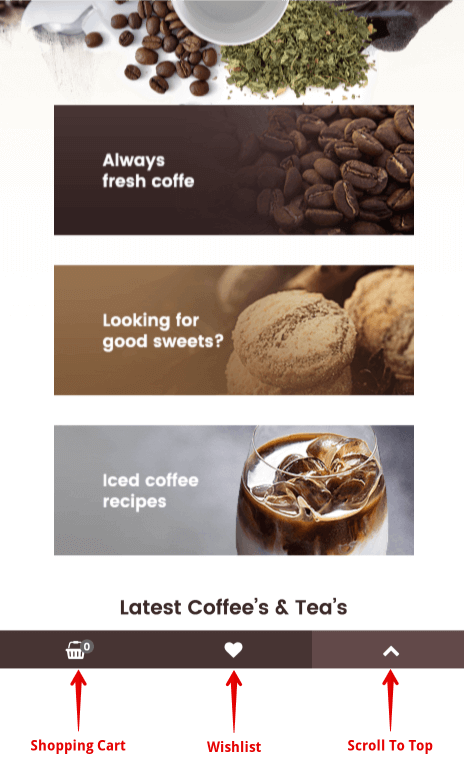 Always
fresh coffe
Looking for
good sweets?
Iced coffee
recipes
Latest Coffee’s & Tea’s
0
Shopping Cart
Wishlist
Scroll To Top